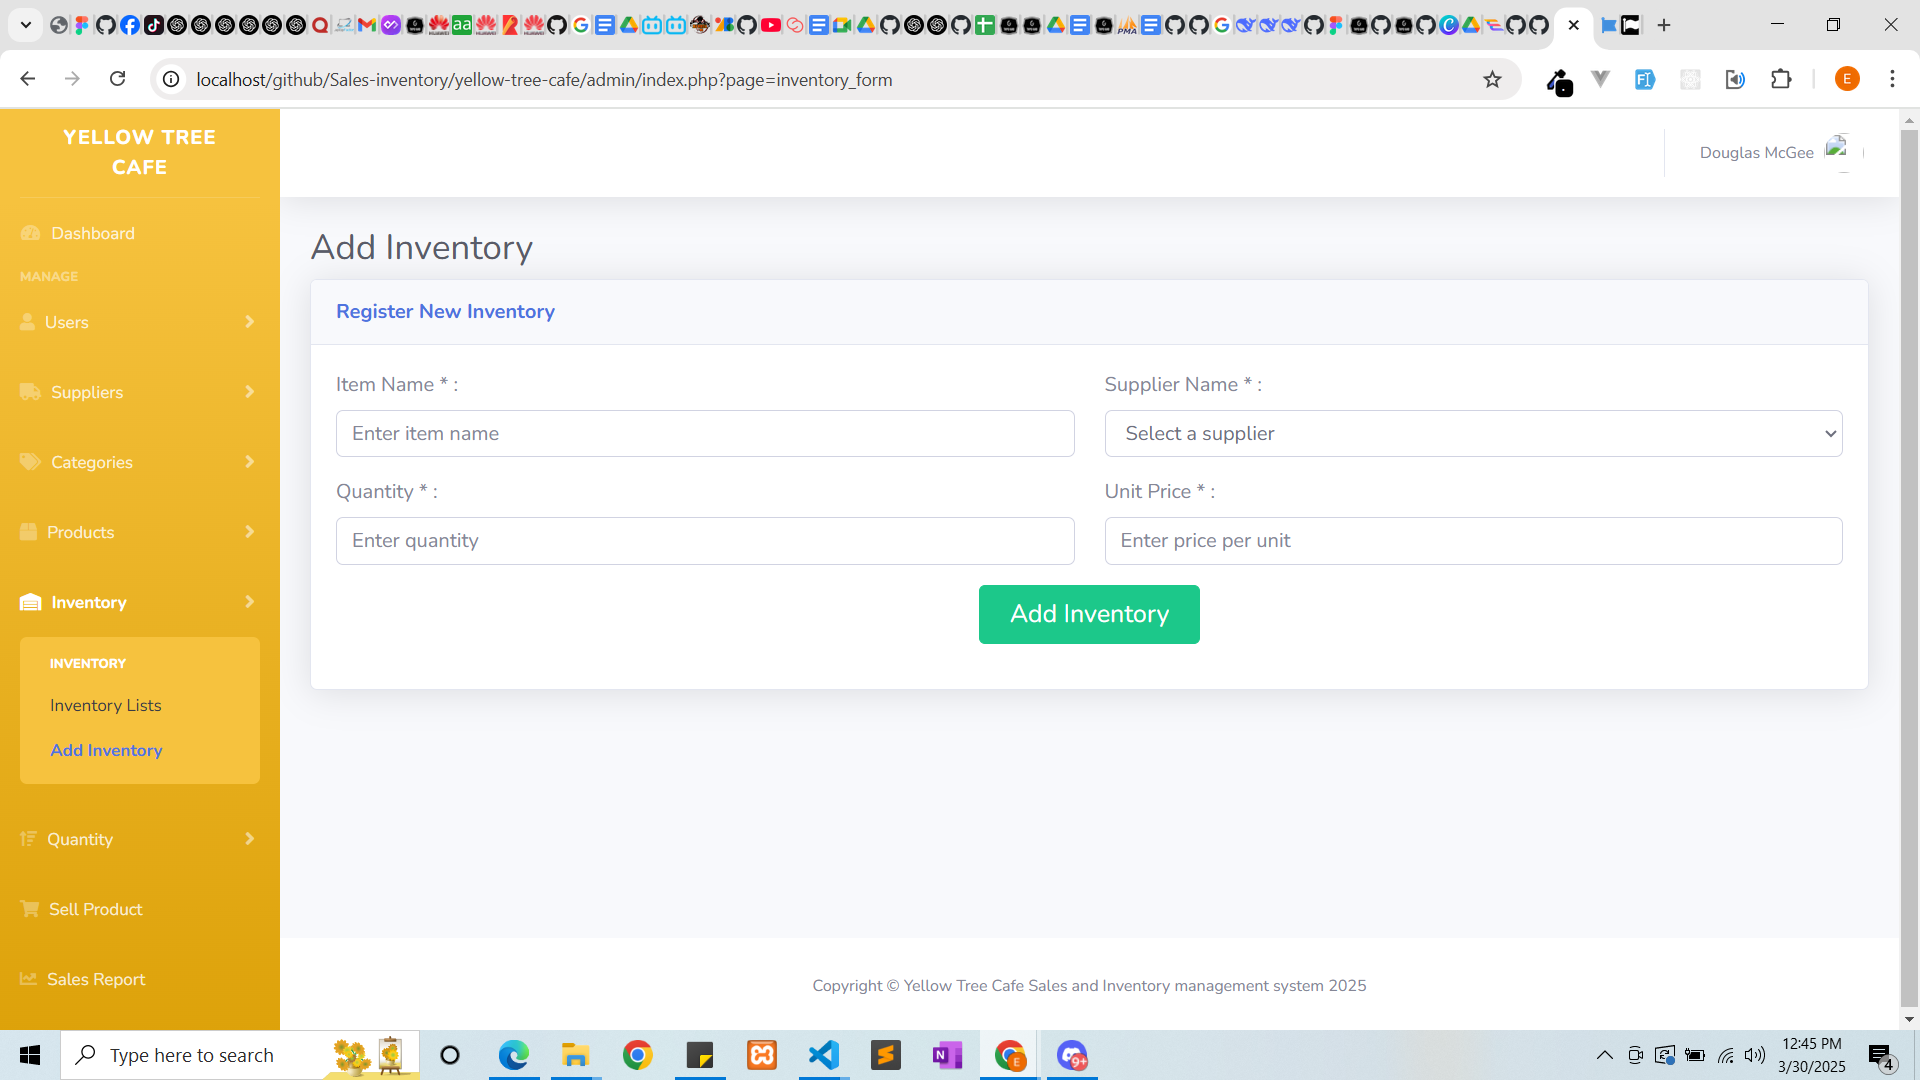 localhost/github/Sales-inventory/yellow-tree-cafe/admin/index.php?page=inventory_form
E
YELLOW TREE
CAFE
Douglas McGee
Dashboard
MANAGE
Users
Suppliers
Categories
Products
Inventory
INVENTORY
Inventory Lists
Add Inventory
Quantity
Sell Product
Sales Report
Add Inventory
Register New Inventory
Item Name * :
Supplier Name * :
Enter item name
Select a supplier
Quantity * :
Unit Price * :
Enter quantity
Enter price per unit
Add Inventory
Copyright © Yellow Tree Cafe Sales and Inventory management system 2025
Type here to search
E
9+
12:45 PM
3/30/2025
4